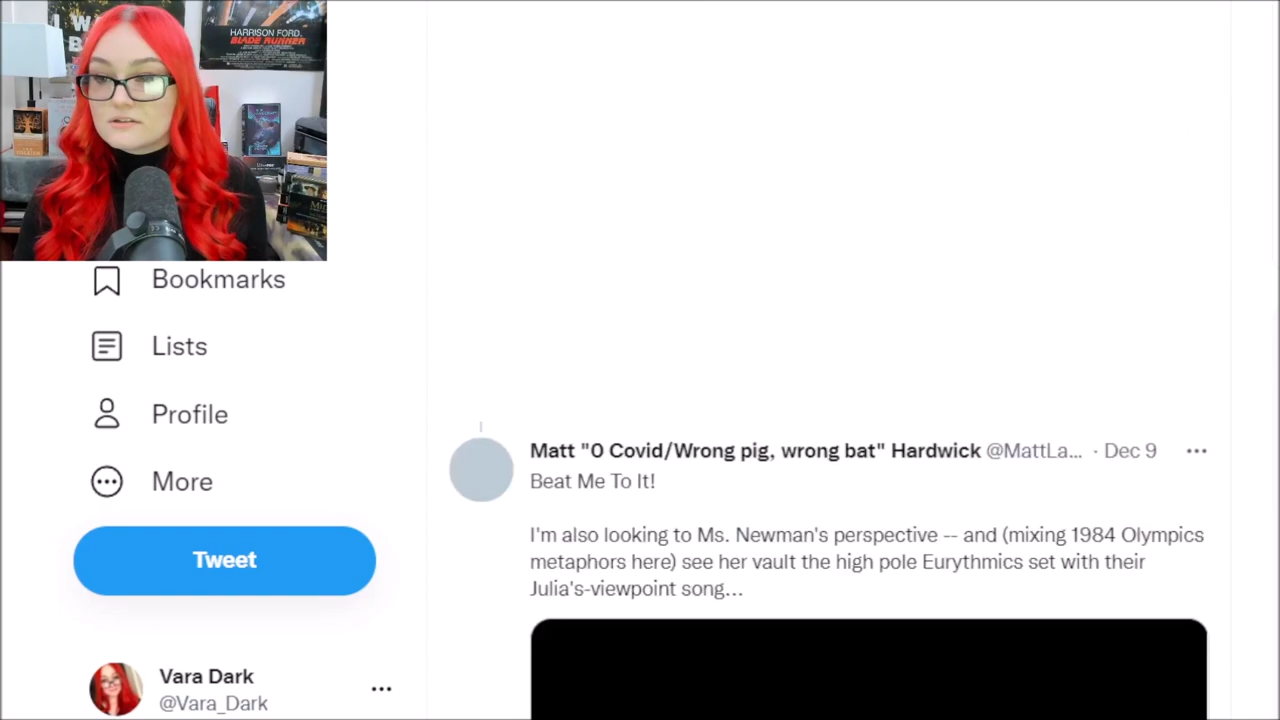 HARRISON FORD.
BLADE RUNNER
Bookmarks
Lists
Profile
More
Tweet
Vara Dark
@Vara_Dark
Matt "0 Covid/Wrong pig, wrong bat" Hardwick @MattLa... · Dec 9
Beat Me To It!
I'm also looking to Ms. Newman's perspective -- and (mixing 1984 Olympics
metaphors here) see her vault the high pole Eurythmics set with their
Julia's-viewpoint song...